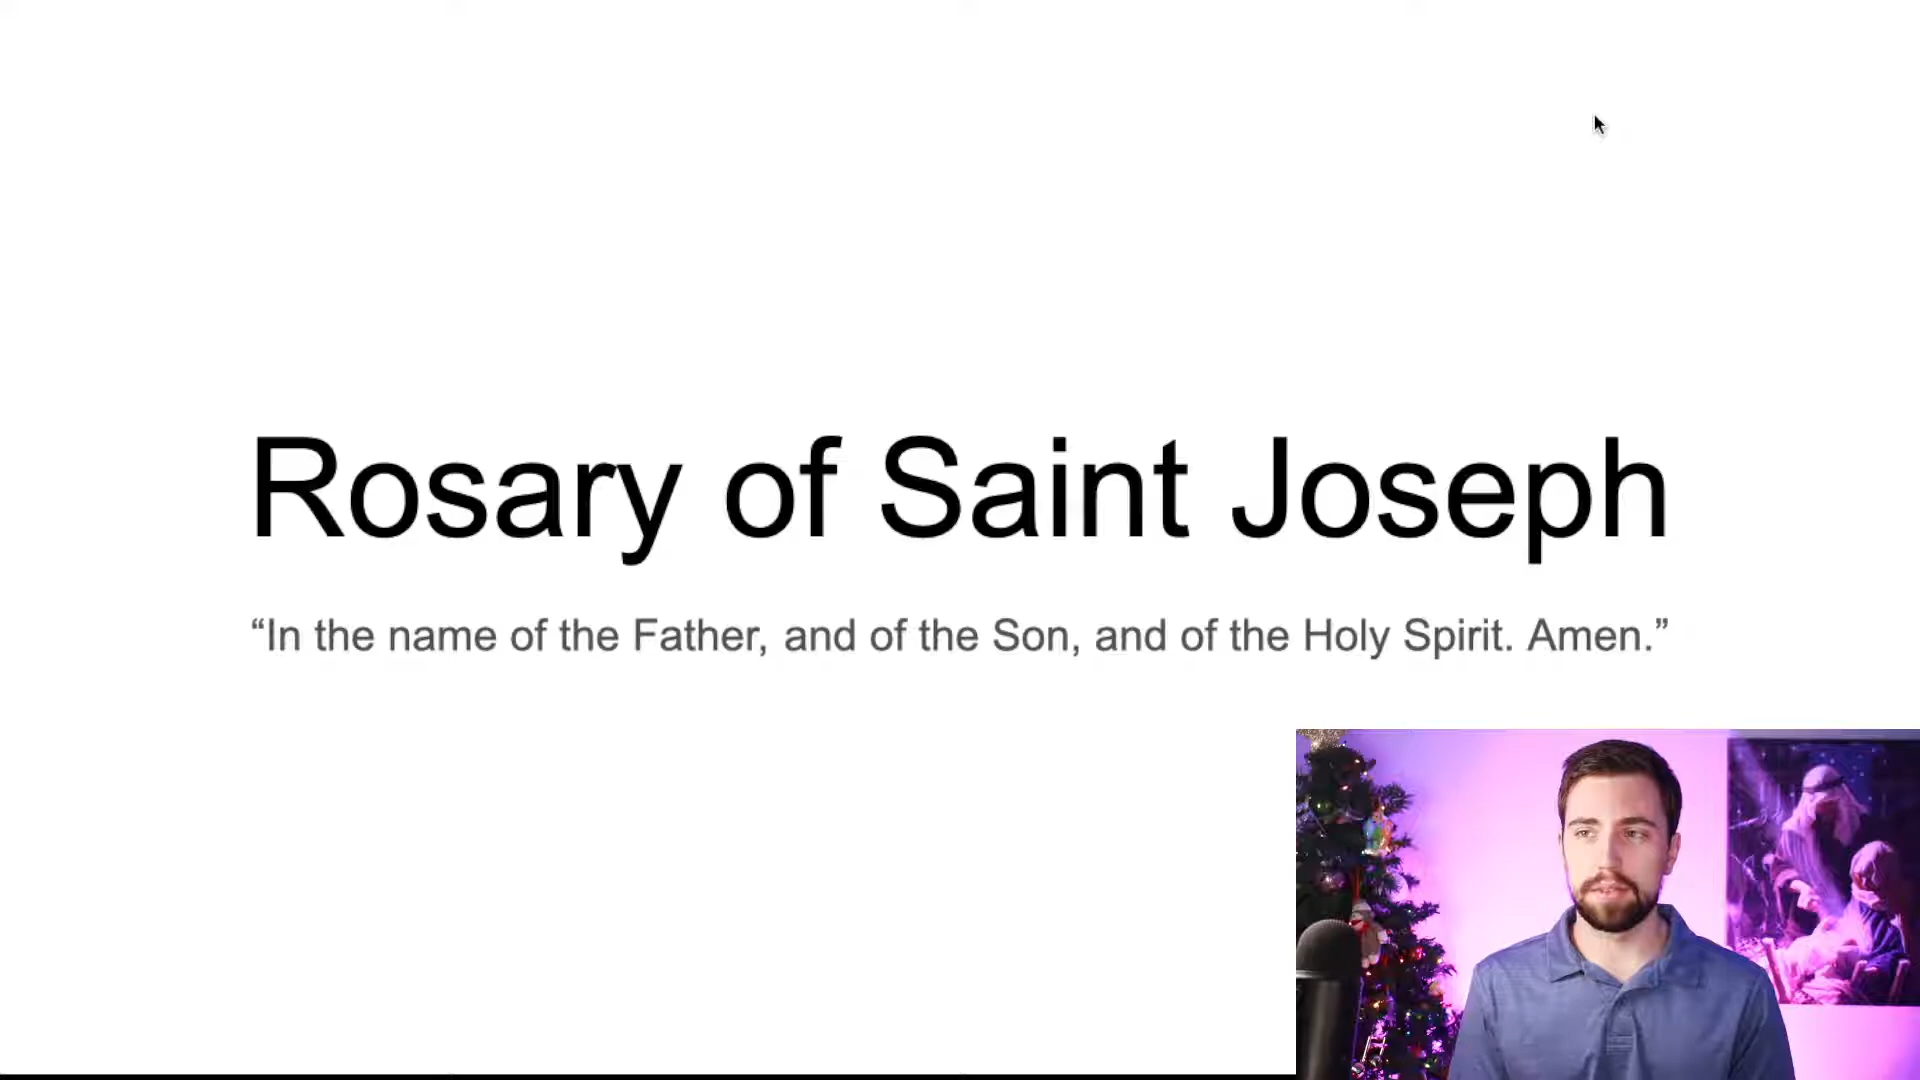 Rosary of Saint Joseph
“In the name of the Father, and of the Son, and of the Holy Spirit. Amen.”